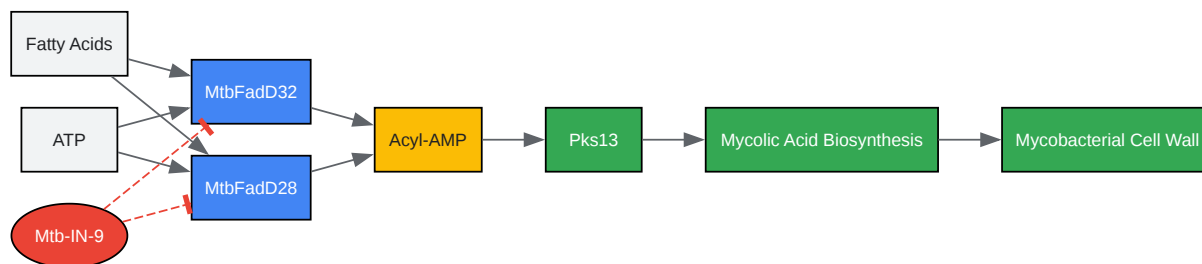 Fatty Acids
MtbFadD32
ATP
Acyl-AMP
Pks13
Mycolic Acid Biosynthesis
Mycobacterial Cell Wall
MtbFadD28
Mtb-IN-9